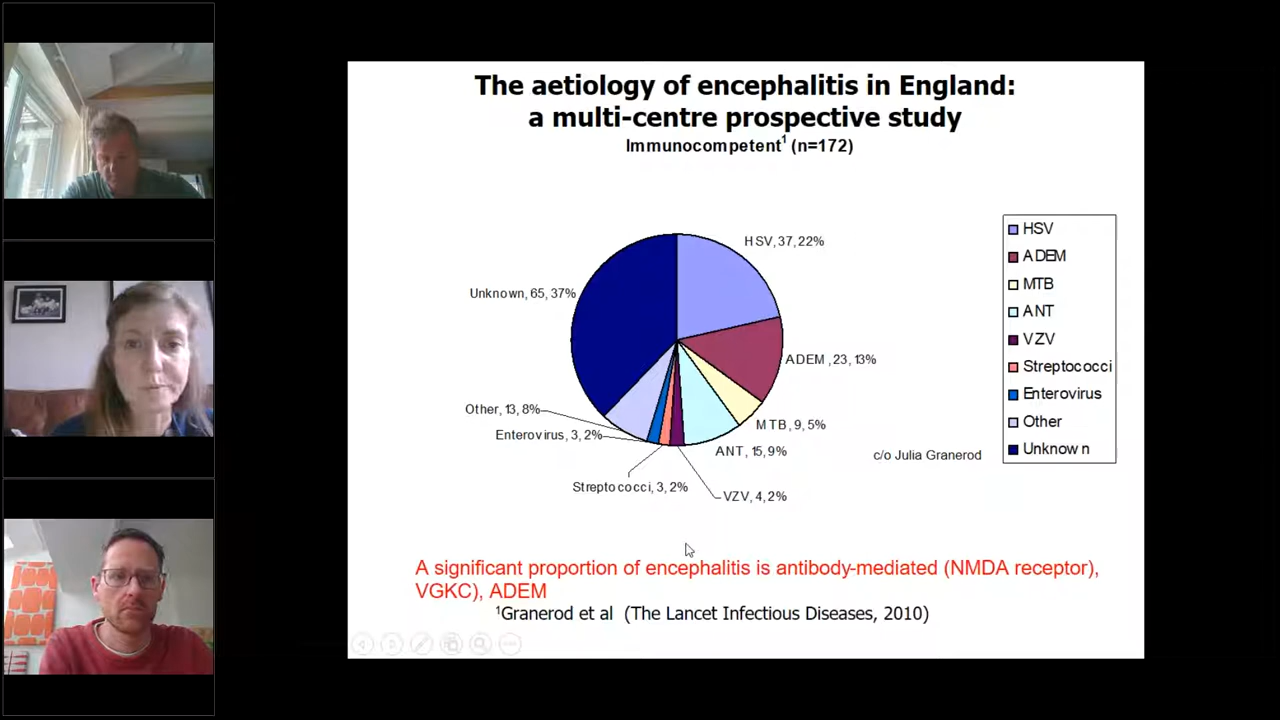 The aetiology of encephalitis in England:
a multi-centre prospective study
Immunocompetent¹ (n=172)
HSV, 37, 22%
Unknown, 65, 37%
ADEM, 23, 13%
Other, 13, 8%
MTB, 9, 5%
Enterovirus, 3, 2%
ANT, 15, 9%
Streptococci, 3, 2%
VZV, 4, 2%
c/o Julia Granerod
HSV
ADEM
MTB
ANT
VZV
Streptococci
Enterovirus
Other
Unknown
A significant proportion of encephalitis is antibody-mediated (NMDA receptor),
VGKC), ADEM
¹Granerod et al (The Lancet Infectious Diseases, 2010)